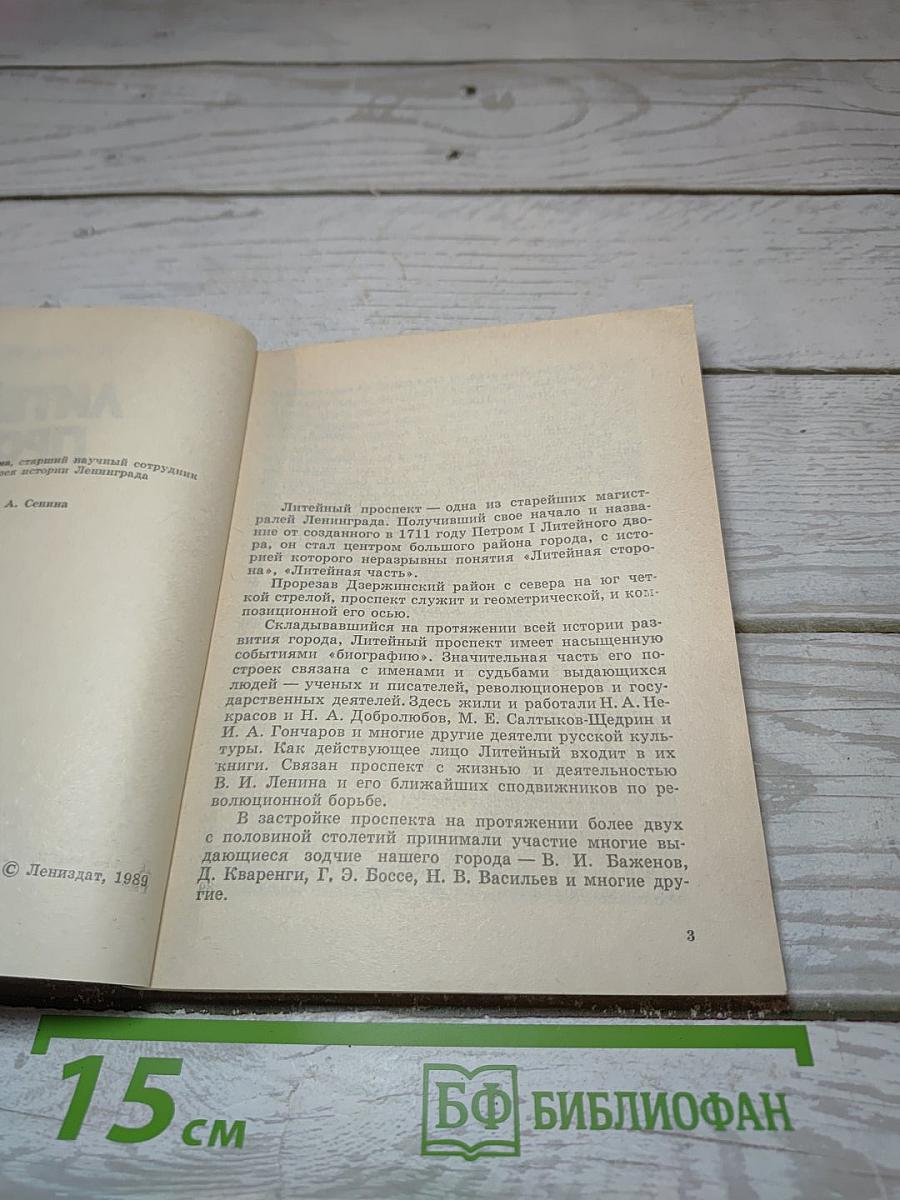 старший научный сотрудник
истории Ленинграда
А. Сенина
© Лениздат, 1989
Литейный проспект — одна из старейших магист-
ралей Ленинграда. Получивший свое начало и назва-
ние от созданного в 1711 году Петром I Литейного дво-
ра, он стал центром большого района города, с исто-
рией которого неразрывны понятия «Литейная сторо-
на», «Литейная часть».
Прорезав Дзержинский район с севера на юг чет-
кой стрелой, проспект служит и геометрической, и ком-
позиционной его осью.
Складывавшийся на протяжении всей истории раз-
вития города, Литейный проспект имеет насыщенную
событиями «биографию». Значительная часть его по-
строек связана с именами и судьбами выдающихся
людей — ученых и писателей, революционеров и госу-
дарственных деятелей. Здесь жили и работали Н. А. Не-
красов и Н. А. Добролюбов, М. Е. Салтыков-Щедрин и
И. А. Гончаров и многие другие деятели русской куль-
туры. Как действующее лицо Литейный входит в их
книги. Связан проспект с жизнью и деятельностью
В. И. Ленина и его ближайших сподвижников по ре-
волюционной борьбе.
В застройке проспекта на протяжении более двух
с половиной столетий принимали участие многие вы-
дающиеся зодчие нашего города — В. И. Баженов,
Д. Кваренги, Г. Э. Боссе, Н. В. Васильев и многие дру-
гие.
3
15 см
БФ БИБЛИОФАН